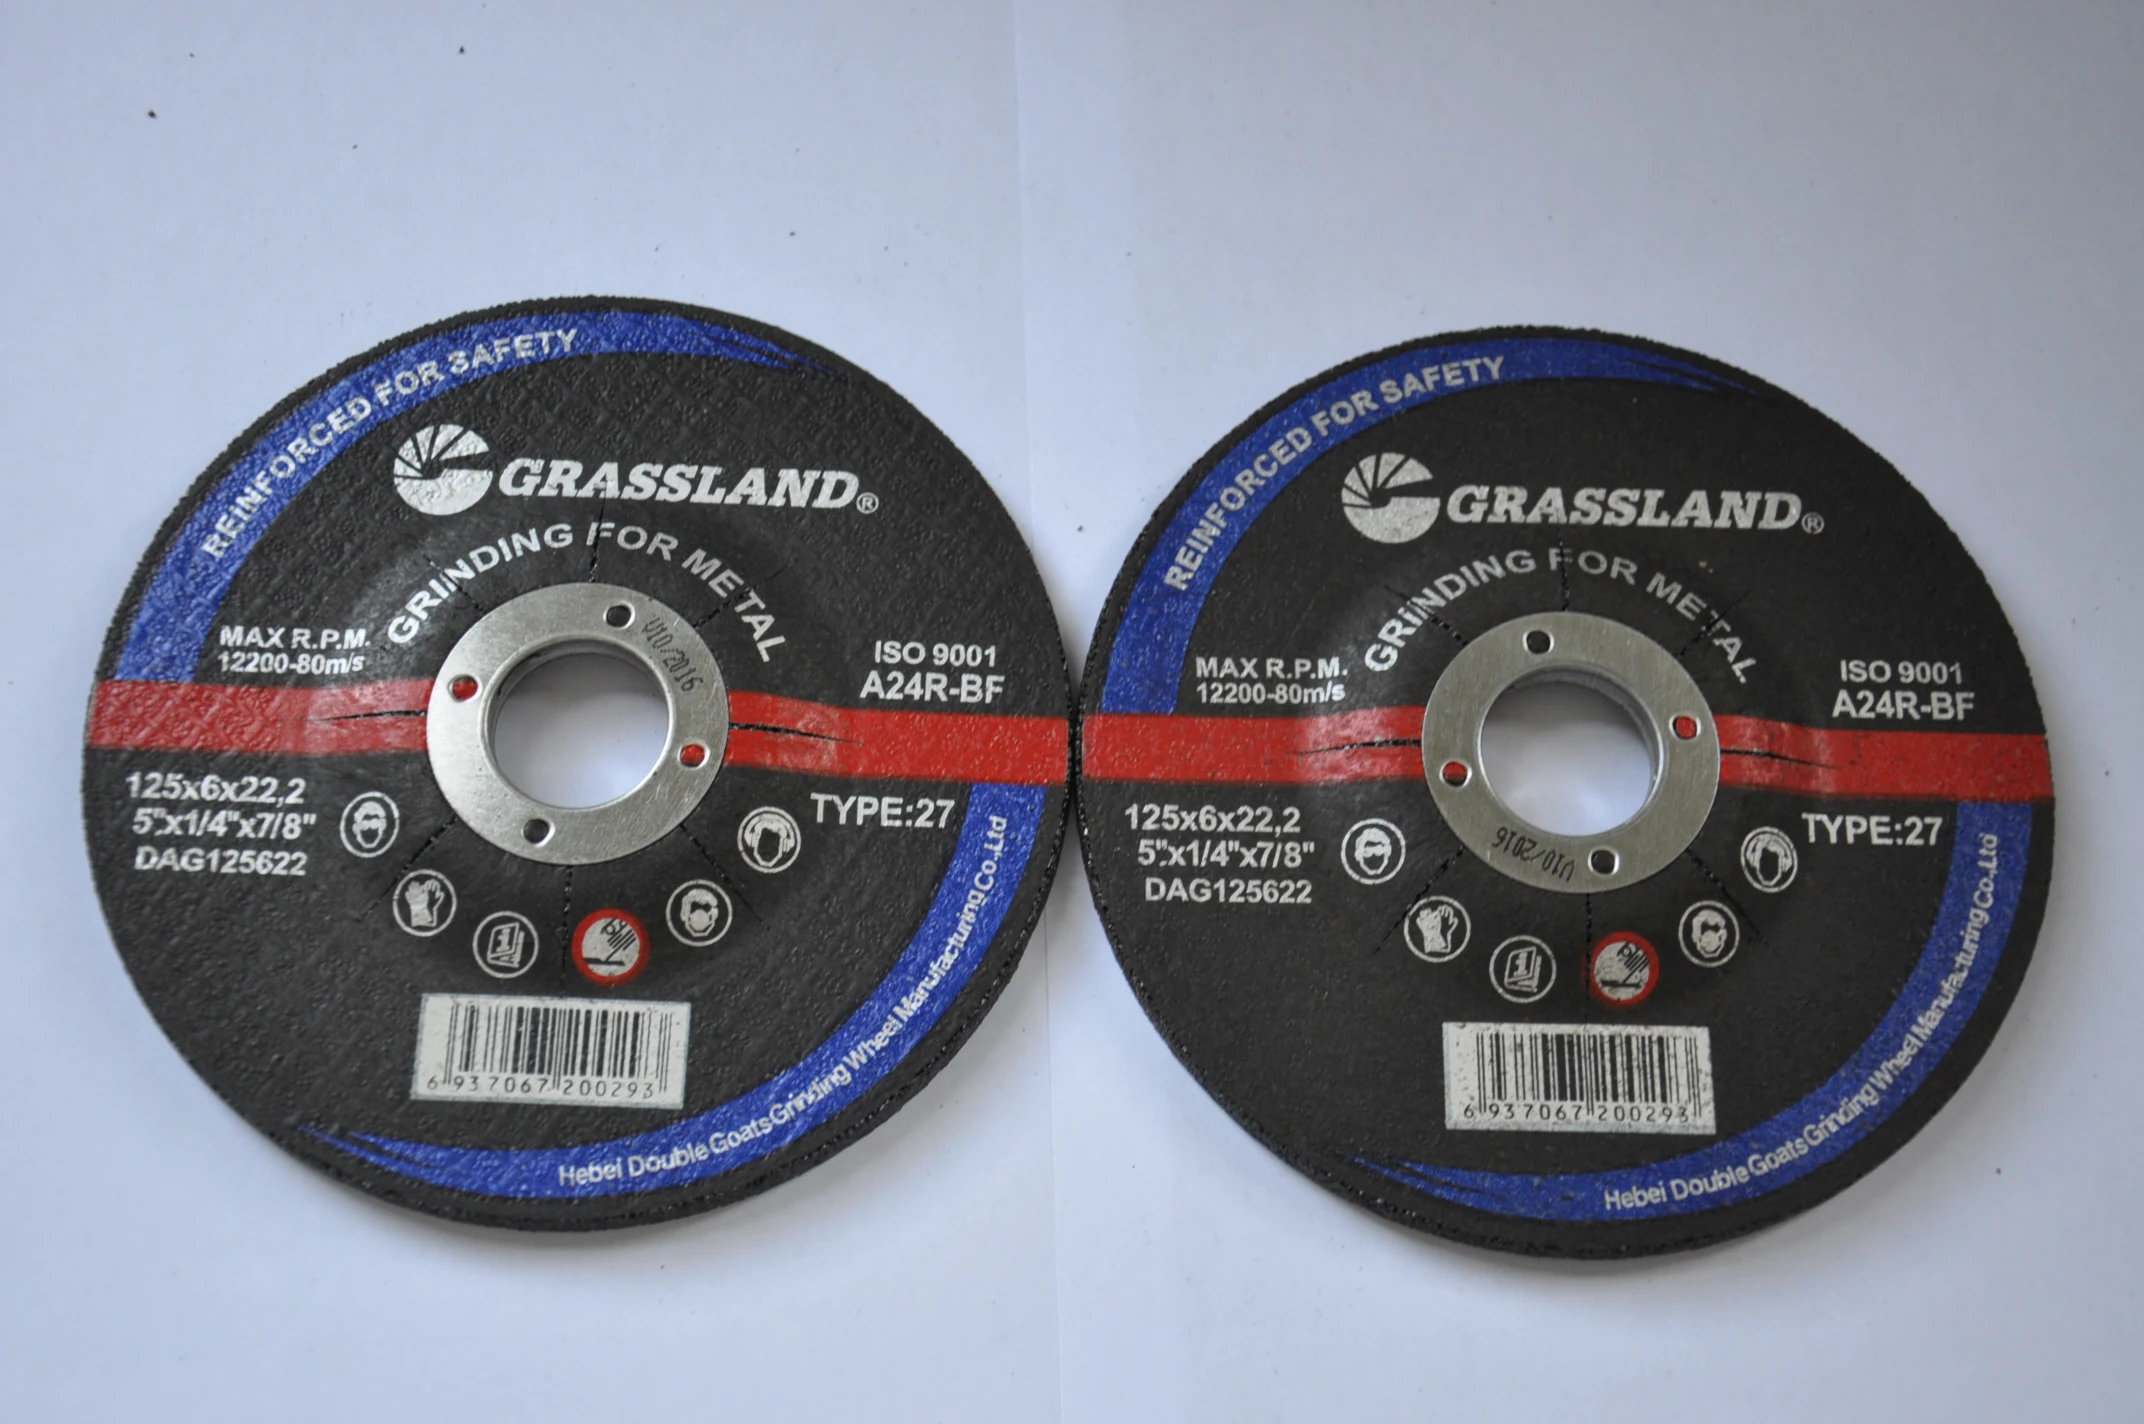 REINFORCED FOR SAFETY
GRASSLAND®
GRINDING FOR METAL
MAX R.P.M.
12200-80m/s
ISO 9001
A24R-BF
V10/2016
125x6x22,2
5"x1/4"x7/8"
DAG125622
TYPE:27
6 937067 200293
Hebei Double Goats Grinding Wheel Manufacturing Co.,Ltd
REINFORCED FOR SAFETY
GRASSLAND®
GRINDING FOR METAL
MAX R.P.M.
12200-80m/s
ISO 9001
A24R-BF
V10/2016
125x6x22,2
5"x1/4"x7/8"
DAG125622
TYPE:27
6 937067 200293
Hebei Double Goats Grinding Wheel Manufacturing Co.,Ltd